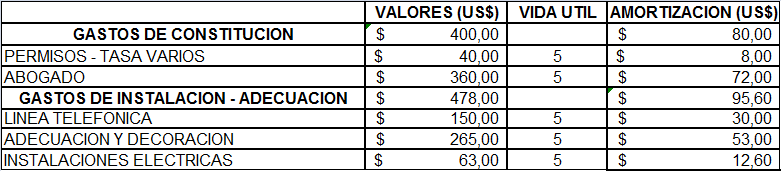 VALORES (US$) VIDA UTIL AMORTIZACION (US$)
GASTOS DE CONSTITUCION $ 400,00 $ 80,00
PERMISOS - TASA VARIOS $ 40,00 5 $ 8,00
ABOGADO $ 360,00 5 $ 72,00
GASTOS DE INSTALACION - ADECUACION $ 478,00 $ 95,60
LINEA TELEFONICA $ 150,00 5 $ 30,00
ADECUACION Y DECORACION $ 265,00 5 $ 53,00
INSTALACIONES ELECTRICAS $ 63,00 5 $ 12,60